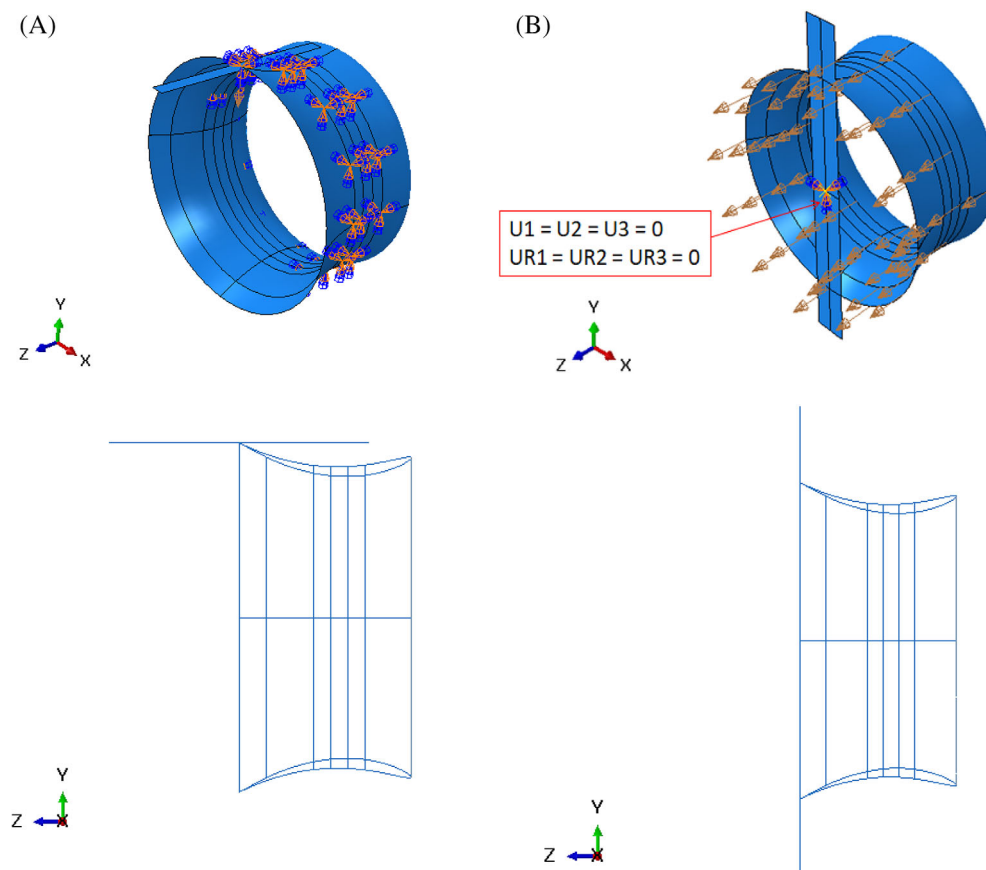 (A)
(B)
U1 = U2 = U3 = 0
UR1 = UR2 = UR3 = 0
Y
Z
X
Y
Z
X
Y
Z
X
Y
Z
X